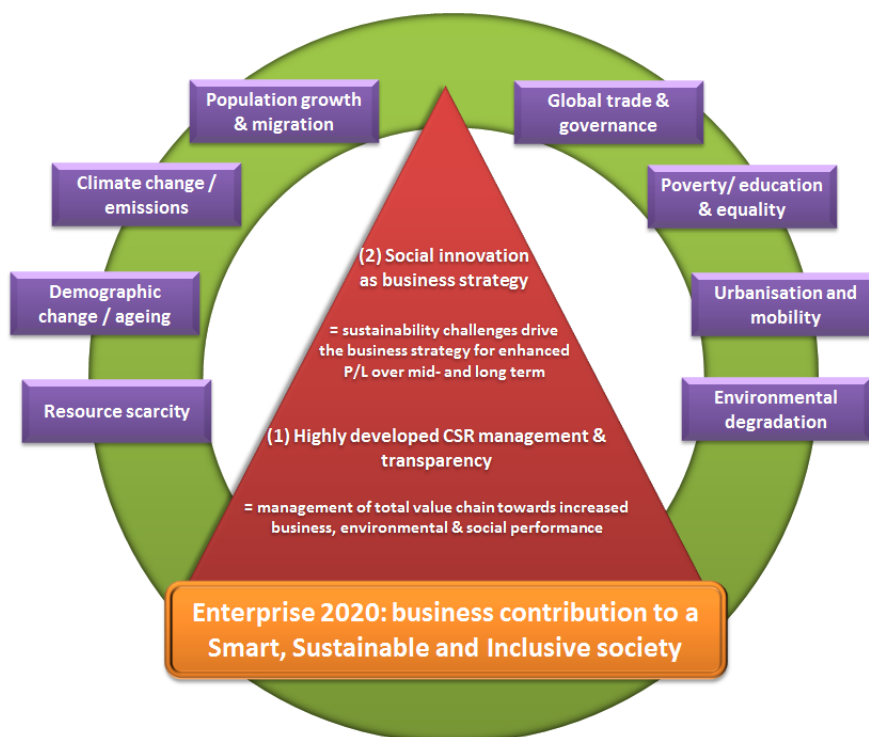 Population growth
& migration
Global trade &
governance
Climate change /
emissions
Poverty/ education
& equality
Demographic
change / ageing
Urbanisation and
mobility
Resource scarcity
Environmental
degradation
(2) Social innovation
as business strategy
= sustainability challenges drive
the business strategy for enhanced
P/L over mid- and long term
(1) Highly developed CSR management &
transparency
= management of total value chain towards increased
business, environmental & social performance
Enterprise 2020: business contribution to a
Smart, Sustainable and Inclusive society